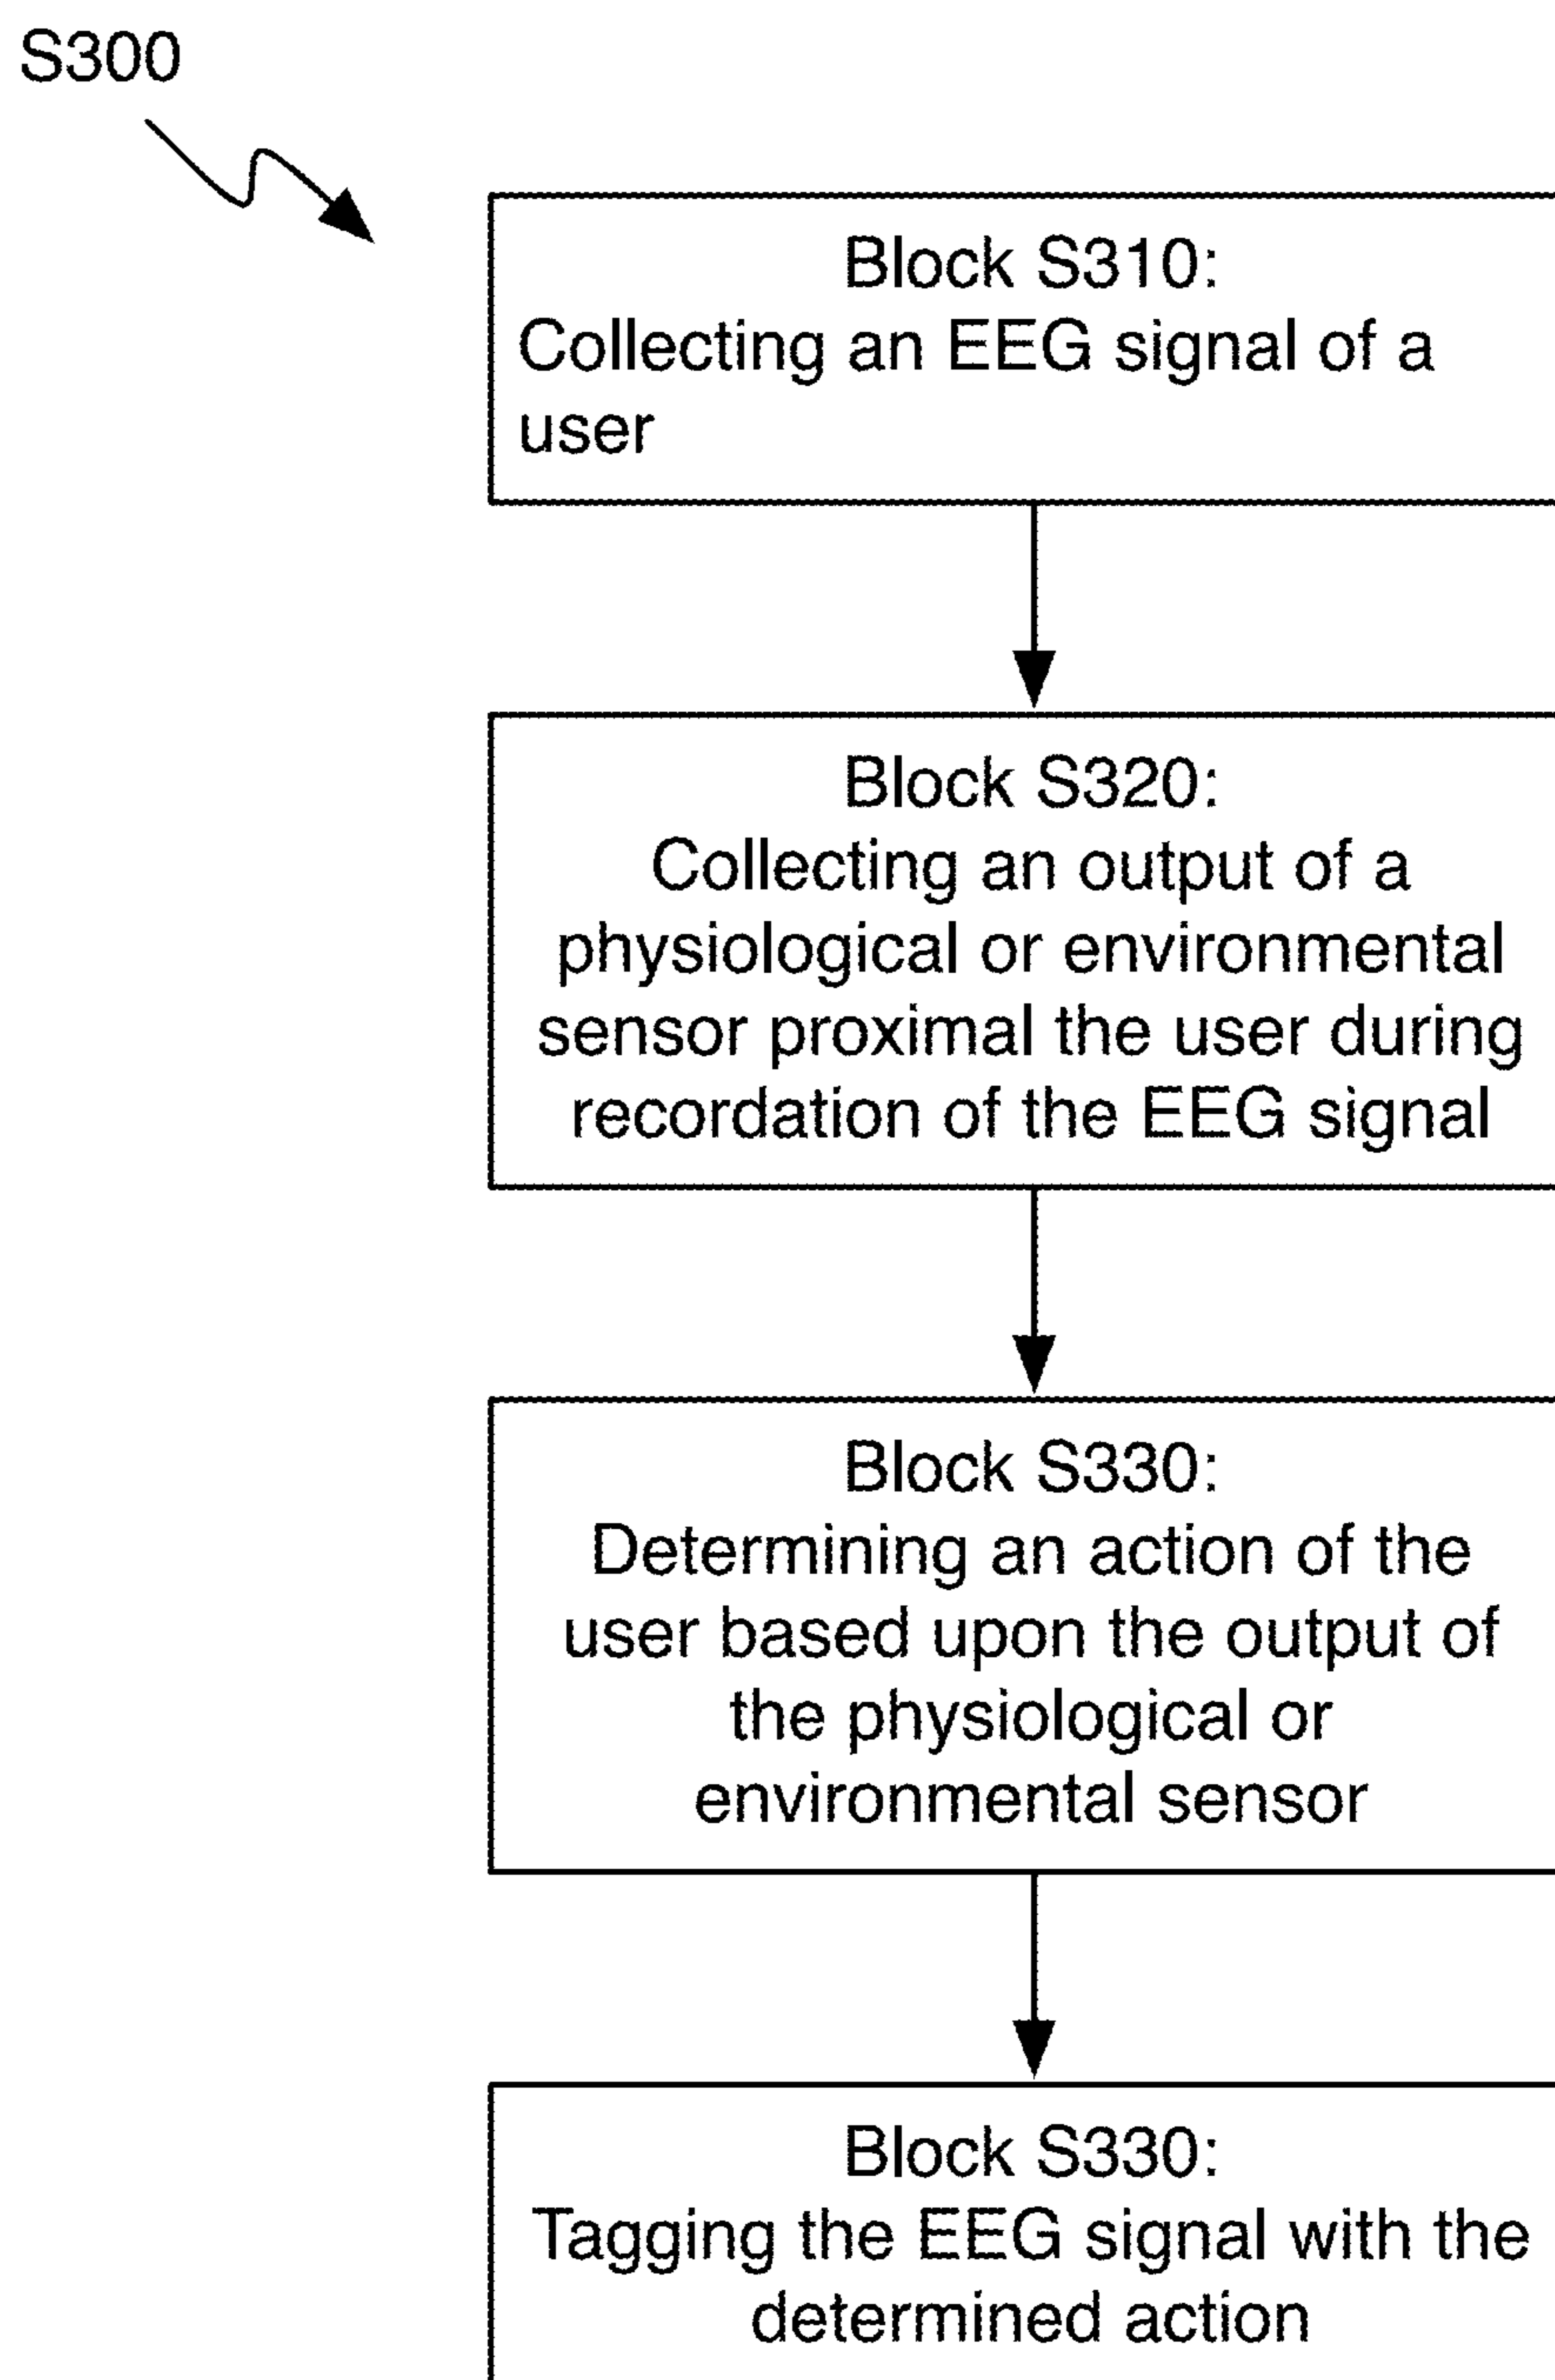 S300
Block S310:
Collecting an EEG signal of a
user
Block S320:
Collecting an output of a
physiological or environmental
sensor proximal the user during
recordation of the EEG signal
Block S330:
Determining an action of the
user based upon the output of
the physiological or
environmental sensor
Block S330:
Tagging the EEG signal with the
determined action